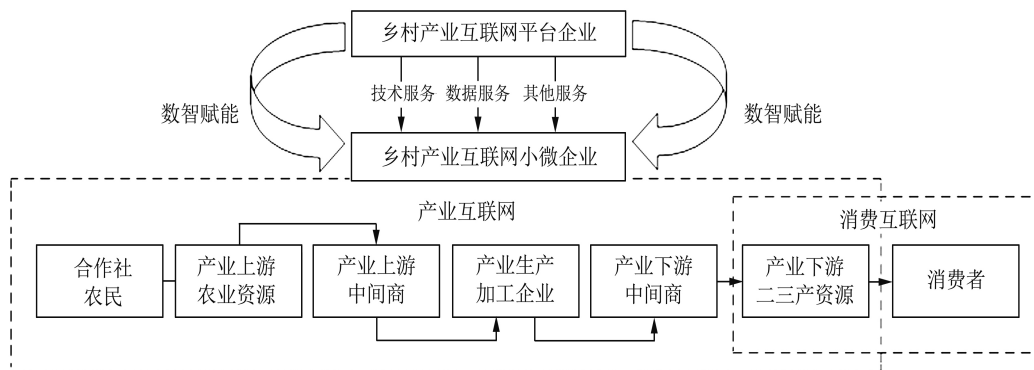 乡村产业互联网平台企业
技术服务 数据服务 其他服务
数智赋能
数智赋能
乡村产业互联网小微企业
产业互联网
消费互联网
合作社
农民
产业上游
农业资源
产业上游
中间商
产业生产
加工企业
产业下游
中间商
产业下游
二三产资源
消费者